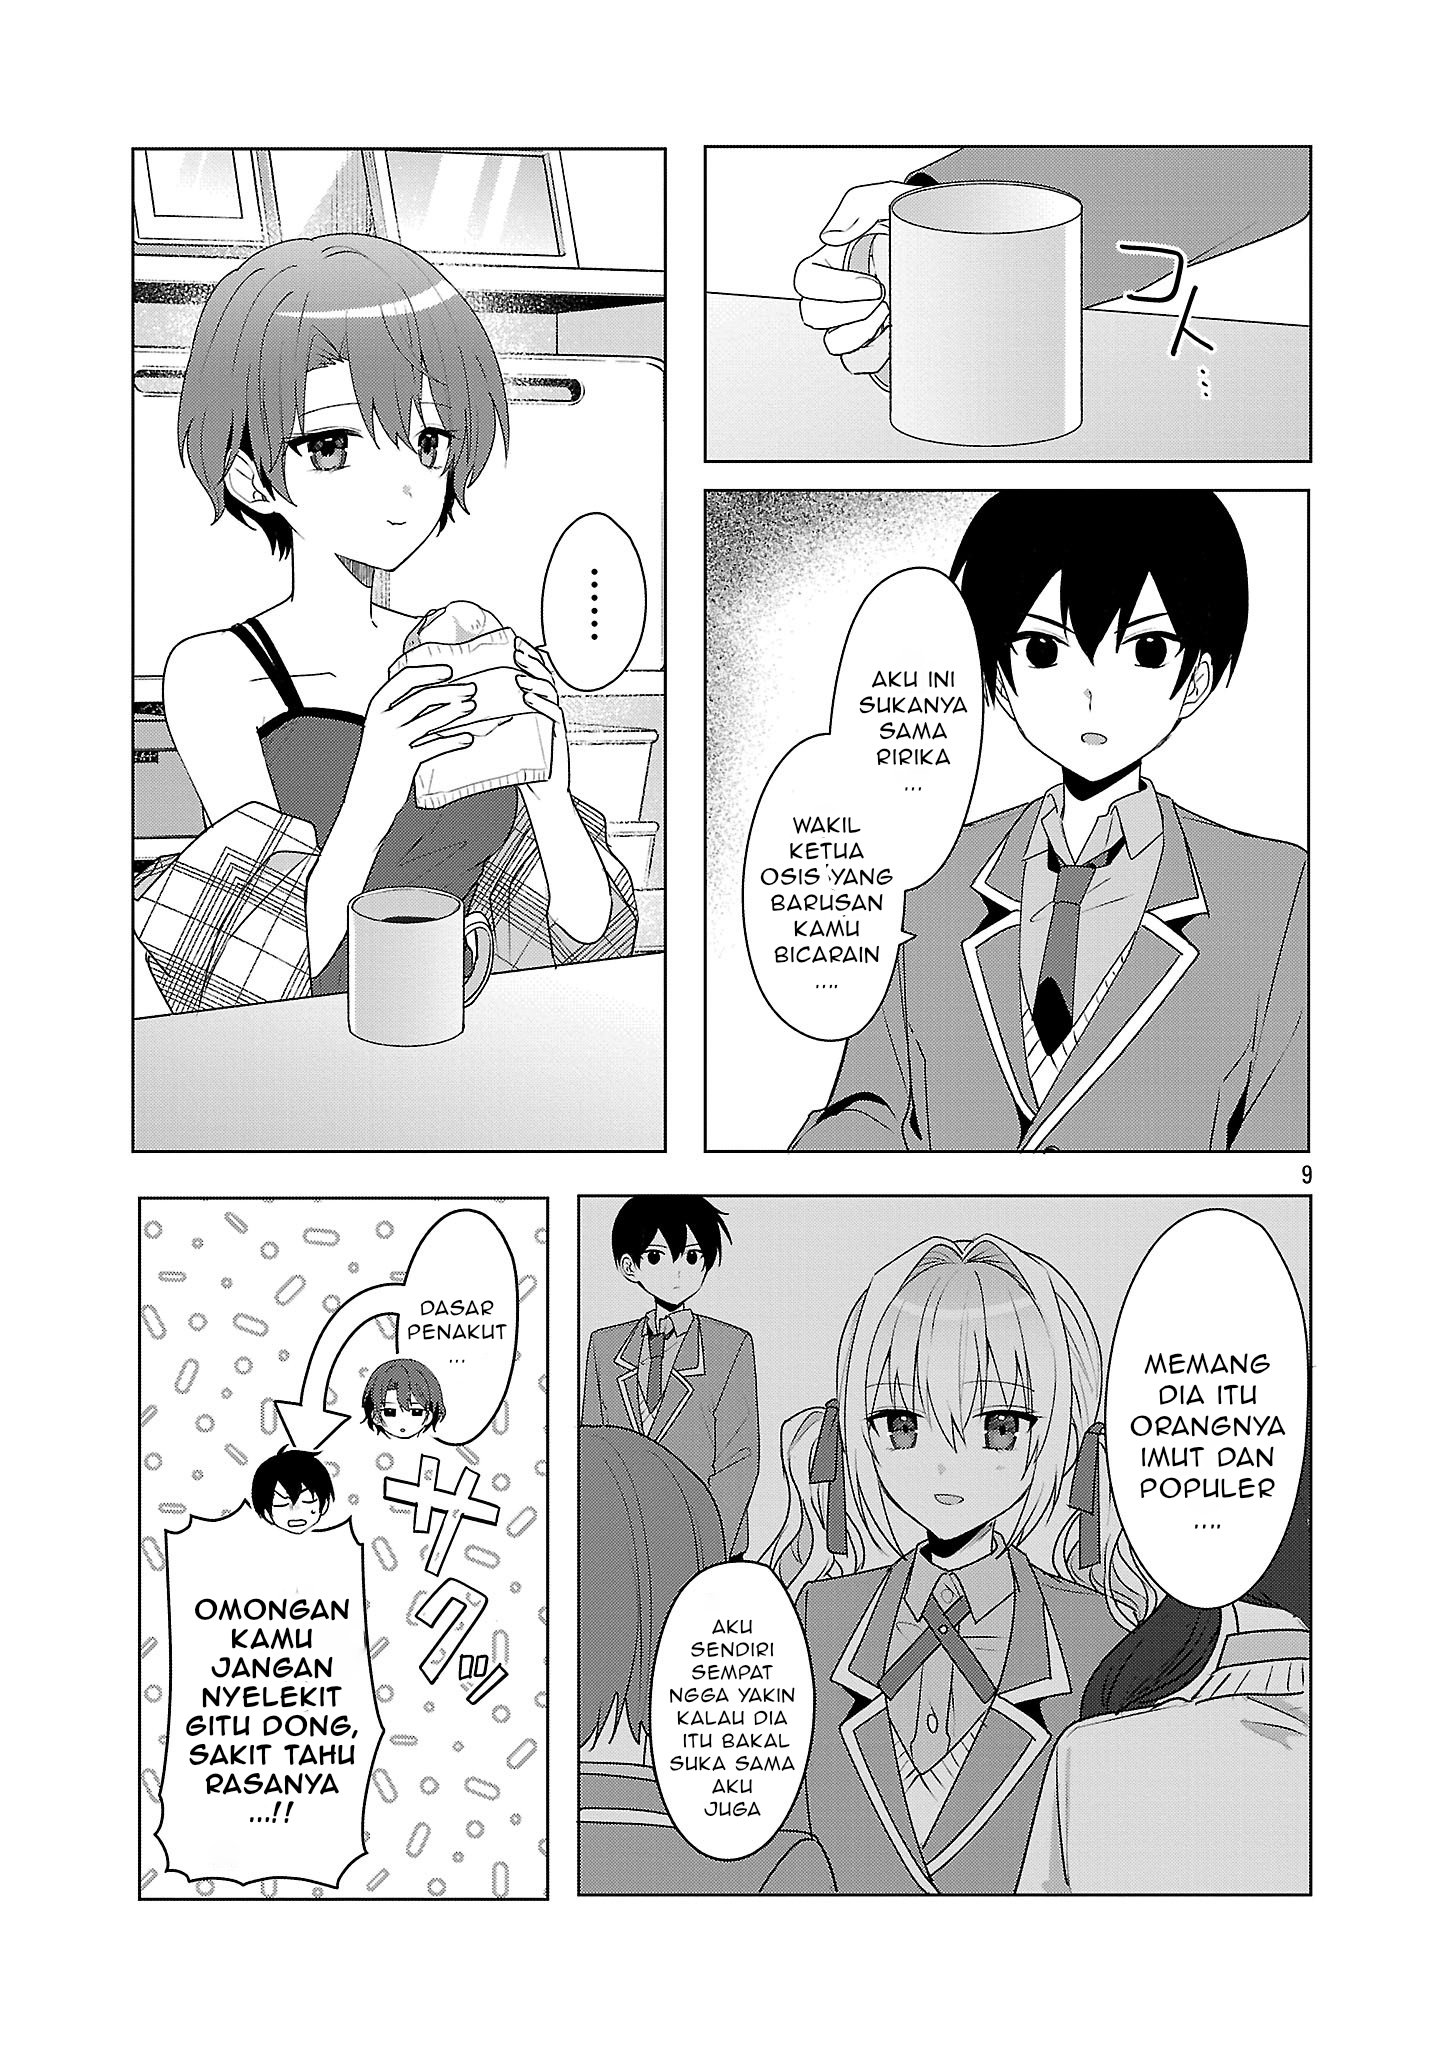 コト…
AKU INI
SUKANYA
SAMA
RIRIKA
...
WAKIL
KETUA
OSIS YANG
BARUSAN
KAMU
BICARAIN
....
......
9
MEMANG
DIA ITU
ORANGNYA
IMUT DAN
POPULER
....
AKU
SENDIRI
SEMPAT
NGGA YAKIN
KALAU DIA
ITU BAKAL
SUKA SAMA
AKU
JUGA
DASAR
PENAKUT
...
サクッ
OMONGAN
KAMU
JANGAN
NYELEKIT
GITU DONG,
SAKIT TAHU
RASANYA
...!!